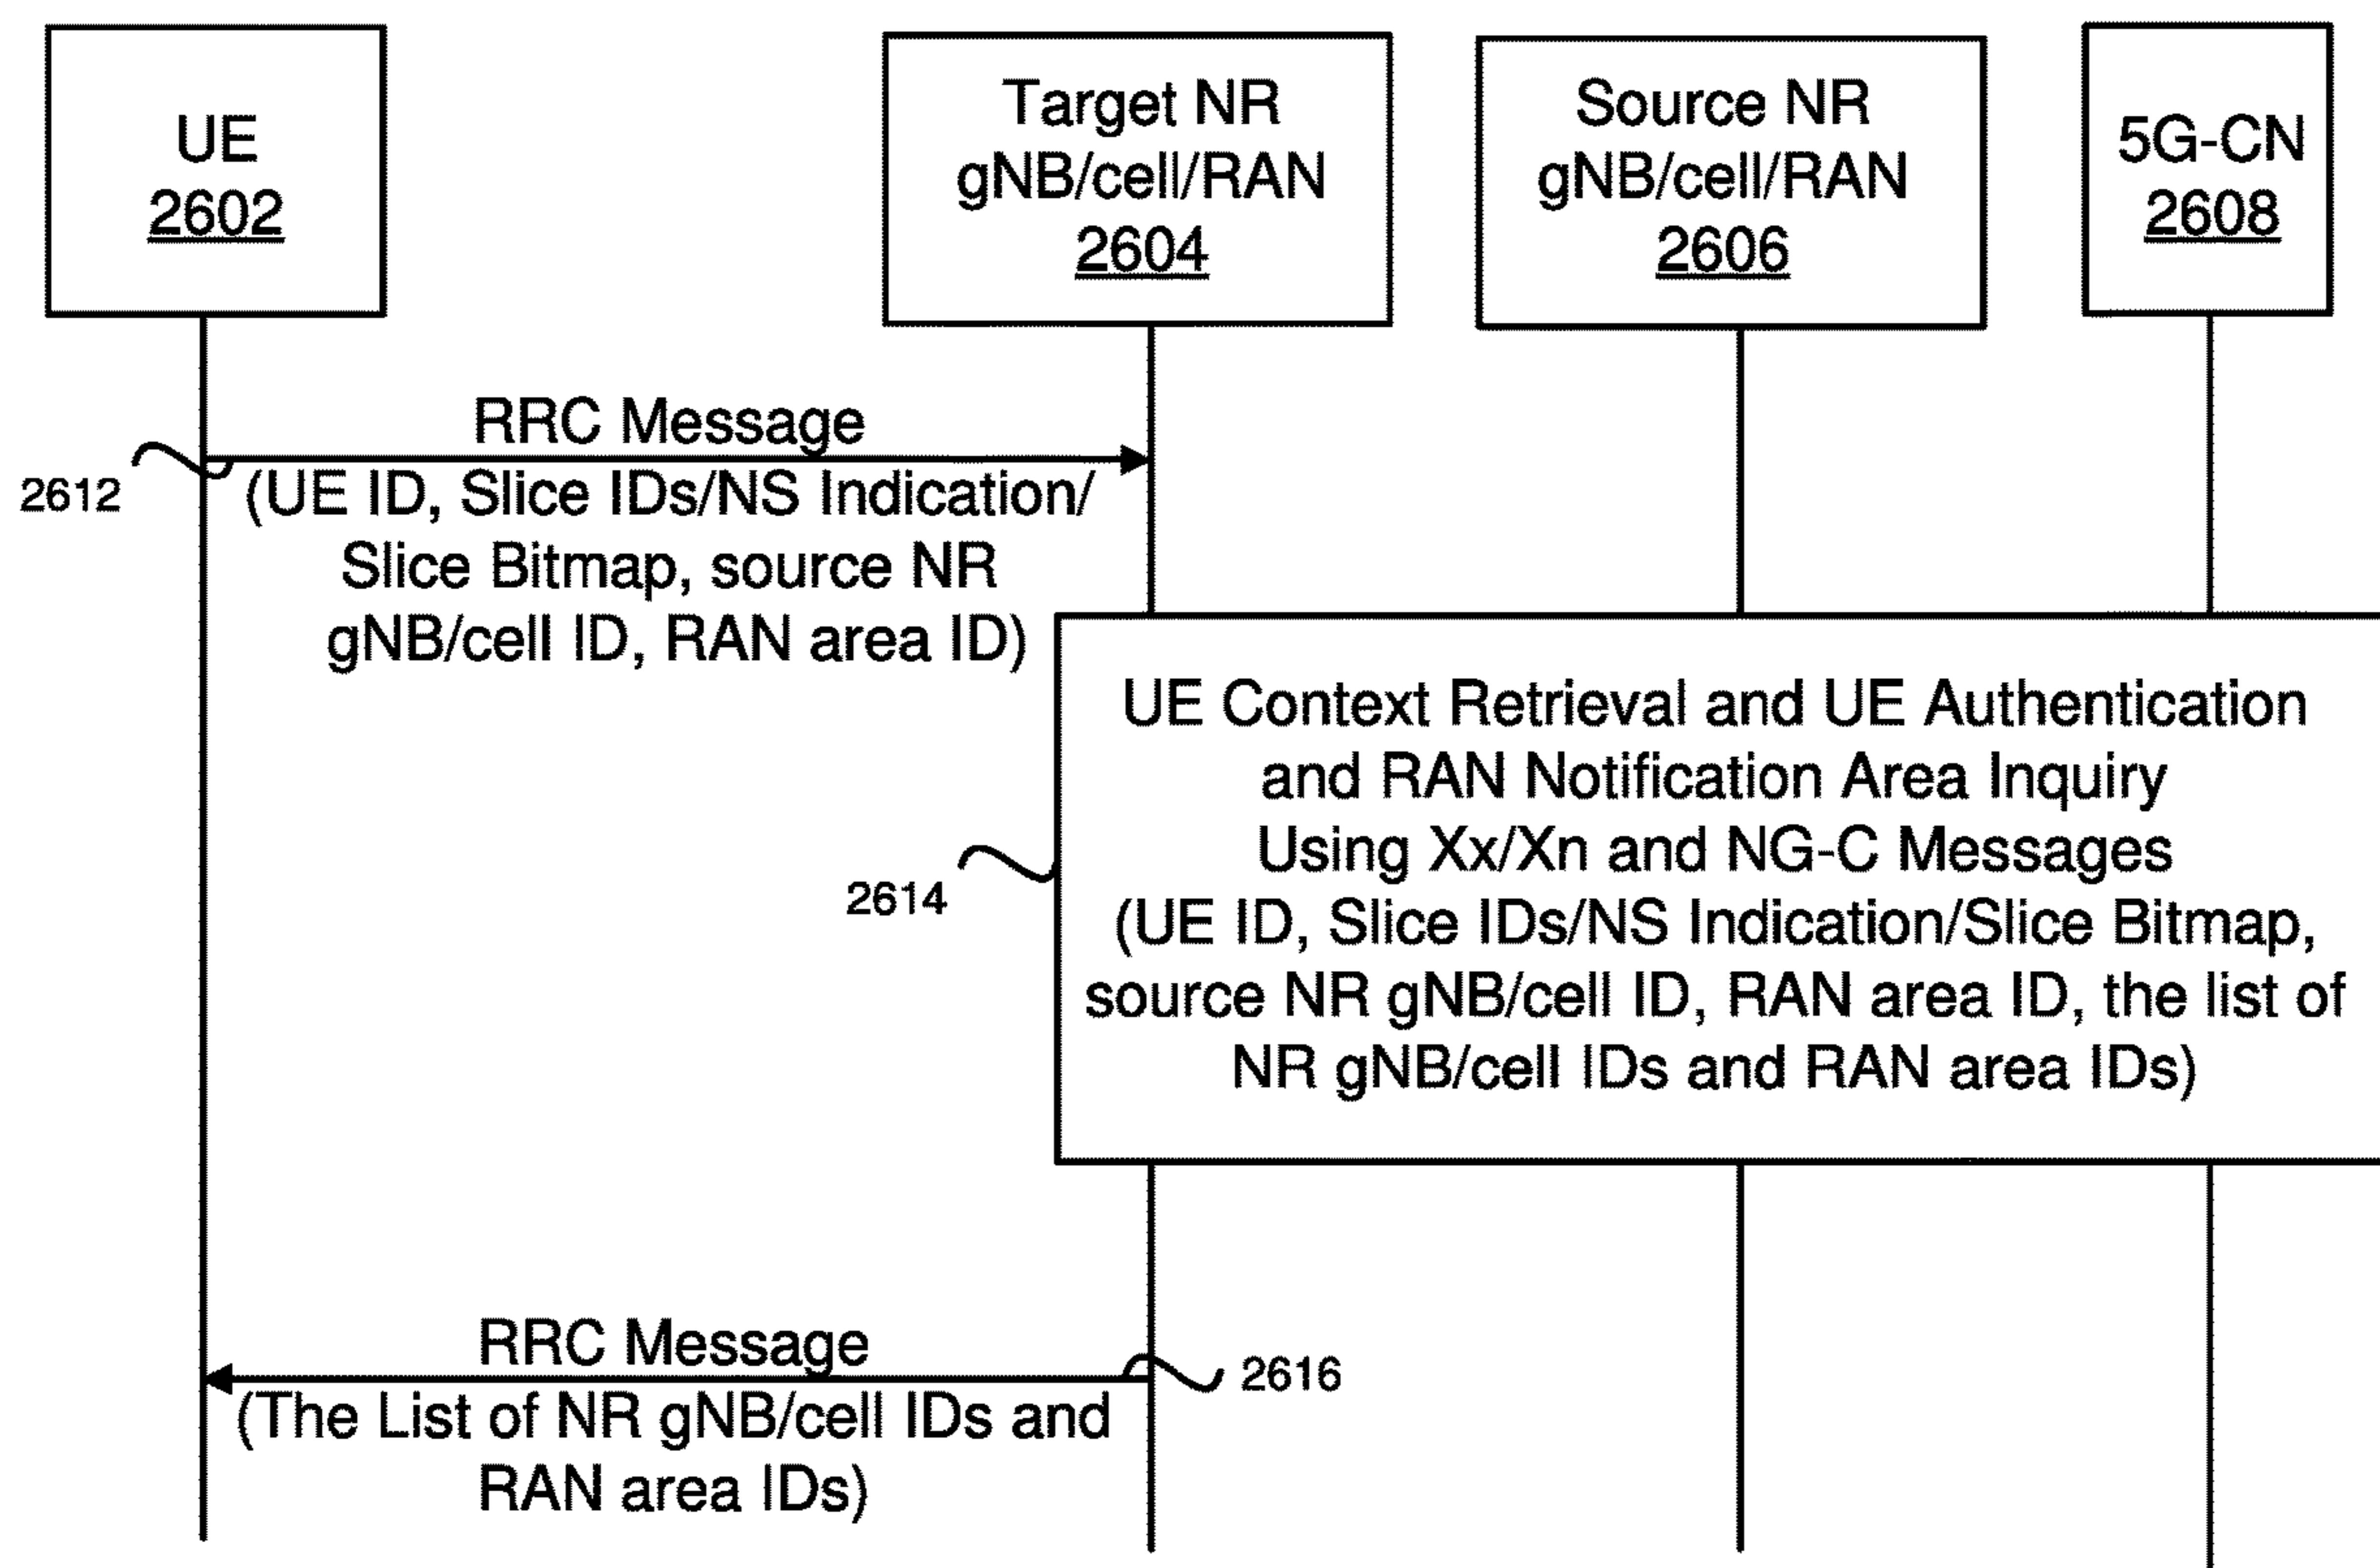 UE
2602
Target NR
gNB/cell/RAN
2604
Source NR
gNB/cell/RAN
2606
5G-CN
2608
RRC Message
2612
(UE ID, Slice IDs/NS Indication/
Slice Bitmap, source NR
gNB/cell ID, RAN area ID)
UE Context Retrieval and UE Authentication
and RAN Notification Area Inquiry
Using Xx/Xn and NG-C Messages
(UE ID, Slice IDs/NS Indication/Slice Bitmap,
source NR gNB/cell ID, RAN area ID, the list of
NR gNB/cell IDs and RAN area IDs)
2614
RRC Message
2616
(The List of NR gNB/cell IDs and
RAN area IDs)